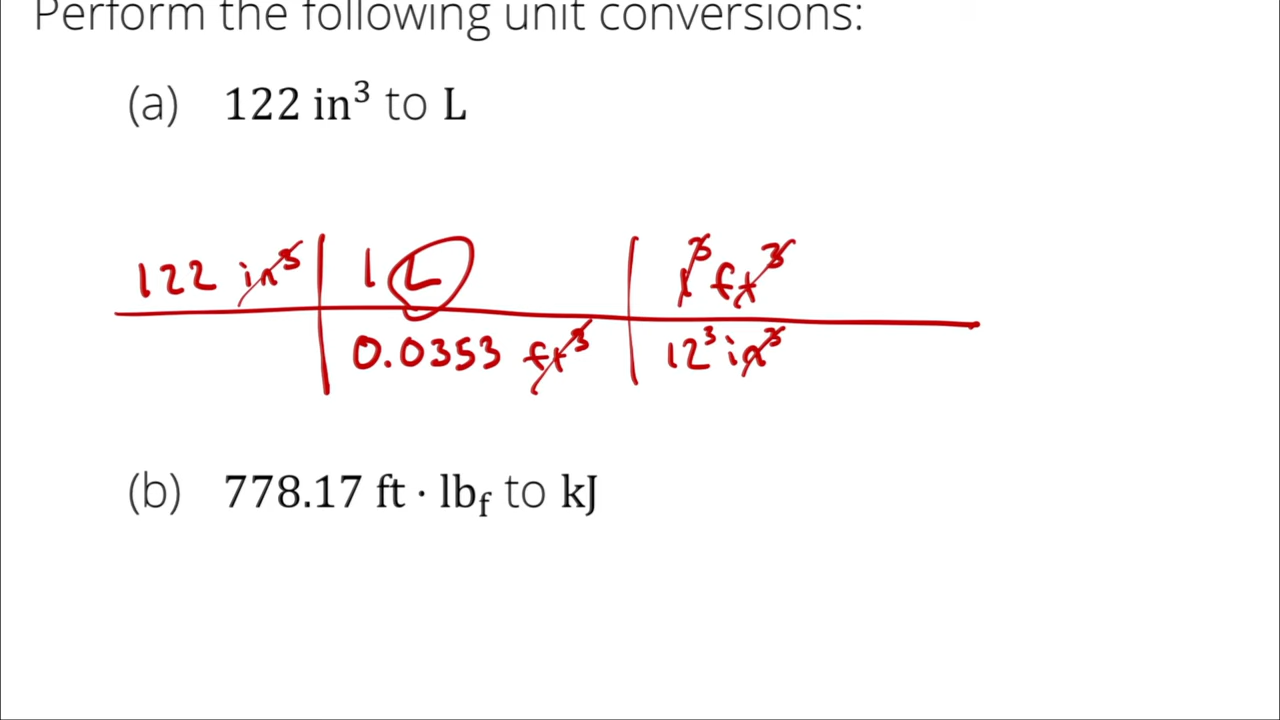 Perform the following unit conversions:
(a) 122 in³ to L
122 in³ | 1 L | 1³ ft³
0.0353 ft³ | 12³ in³
(b) 778.17 ft · lb_f to kJ